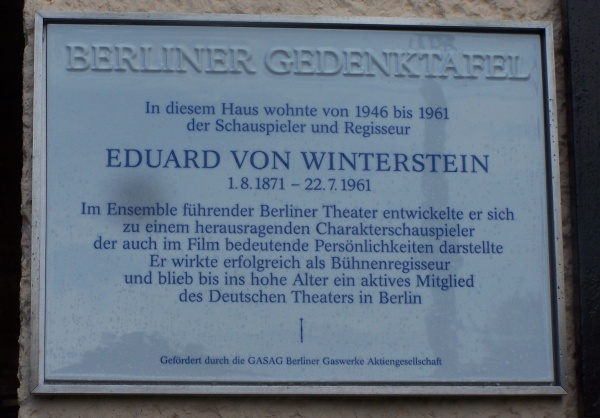 BERLINER GEDENKTAFEL
In diesem Haus wohnte von 1946 bis 1961
der Schauspieler und Regisseur
EDUARD VON WINTERSTEIN
1.8.1871 – 22.7.1961
Im Ensemble führender Berliner Theater entwickelte er sich
zu einem herausragenden Charakterschauspieler
der auch im Film bedeutende Persönlichkeiten darstellte
Er wirkte erfolgreich als Bühnenregisseur
und blieb bis ins hohe Alter ein aktives Mitglied
des Deutschen Theaters in Berlin
Gefördert durch die GASAG Berliner Gaswerke Aktiengesellschaft